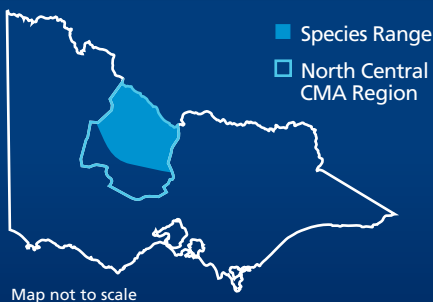 Species Range
North Central
CMA Region
Map not to scale